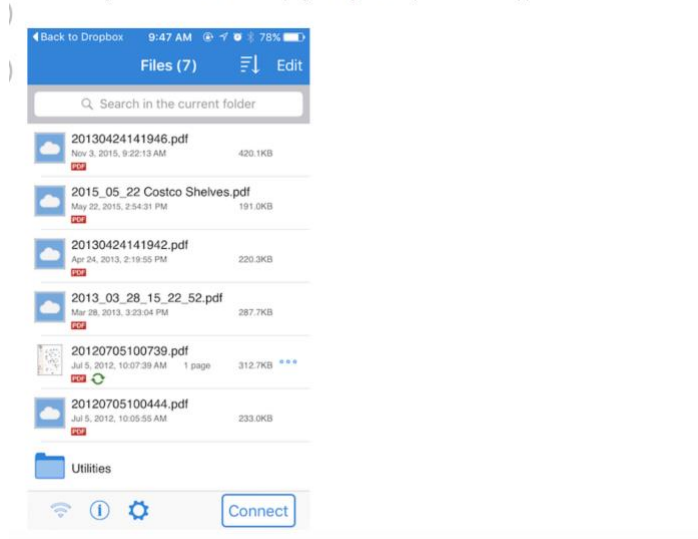 Back to Dropbox 9:47 AM 78%
Files (7) Edit
Search in the current folder
20130424141946.pdf
Nov 3, 2015, 9:22:13 AM 420.1KB
PDF
2015_05_22 Costco Shelves.pdf
May 22, 2015, 2:54:31 PM 191.0KB
PDF
20130424141942.pdf
Apr 24, 2013, 2:19:55 PM 220.3KB
PDF
2013_03_28_15_22_52.pdf
Mar 28, 2013, 3:23:04 PM 287.7KB
PDF
20120705100739.pdf
Jul 5, 2012, 10:07:39 AM 1 page 312.7KB
PDF
20120705100444.pdf
Jul 5, 2012, 10:05:55 AM 233.0KB
PDF
Utilities
Connect